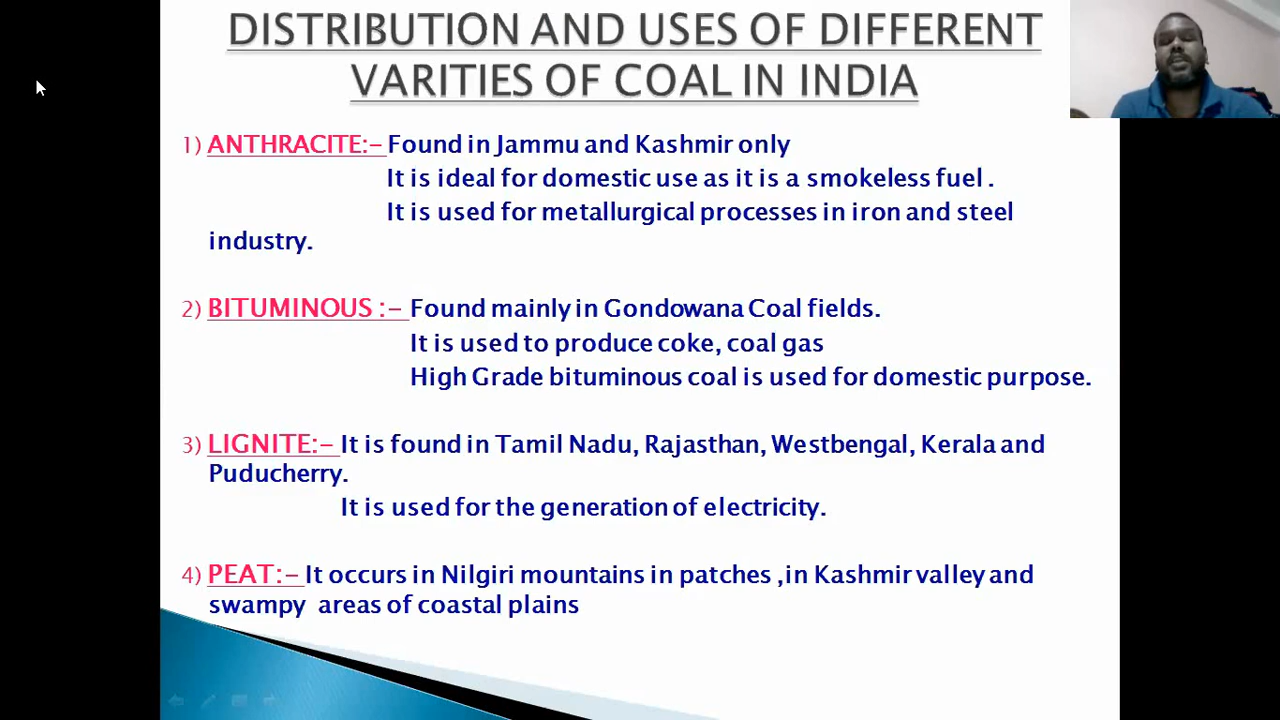 DISTRIBUTION AND USES OF DIFFERENT
VARITIES OF COAL IN INDIA
1) ANTHRACITE:- Found in Jammu and Kashmir only
It is ideal for domestic use as it is a smokeless fuel .
It is used for metallurgical processes in iron and steel
industry.
2) BITUMINOUS :- Found mainly in Gondowana Coal fields.
It is used to produce coke, coal gas
High Grade bituminous coal is used for domestic purpose.
3) LIGNITE:- It is found in Tamil Nadu, Rajasthan, Westbengal, Kerala and
Puducherry.
It is used for the generation of electricity.
4) PEAT:- It occurs in Nilgiri mountains in patches ,in Kashmir valley and
swampy areas of coastal plains